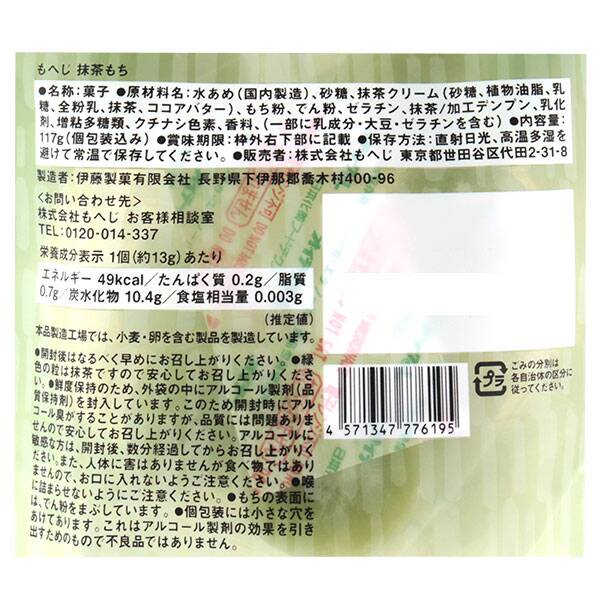 もへじ 抹茶もち
●名称：菓子 ●原材料名：水あめ（国内製造）、砂糖、抹茶クリーム（砂糖、植物油脂、乳
糖、全粉乳、抹茶、ココアバター）、もち粉、でん粉、ゼラチン、抹茶/加工デンプン、乳化
剤、増粘多糖類、クチナシ色素、香料、（一部に乳成分・大豆・ゼラチンを含む） ●内容量：
117g（個包装込み） ●賞味期限：枠外右下部に記載 ●保存方法：直射日光、高温多湿を
避けて常温で保存してください。 ●販売者：株式会社もへじ 東京都世田谷区代田2-31-8
製造者：伊藤製菓有限会社 長野県下伊那郡喬木村400-96
＜お問い合わせ先＞
株式会社もへじ お客様相談室
TEL：0120-014-337
栄養成分表示 1個（約13g）あたり
エネルギー 49kcal/たんぱく質 0.2g/脂質
0.7g/炭水化物 10.4g/食塩相当量 0.003g
（推定値）
本品製造工場では、小麦・卵を含む製品を製造しています。
●開封後はなるべく早めにお召し上がりください。●緑
色の粒は抹茶ですので安心してお召し上がりくださ
い。●鮮度保持のため、外袋の中にアルコール製剤（品
質保持剤）を封入しています。このため開封時にアル
コール臭がすることがありますが、品質には問題ありま
せんので安心してお召し上がりください。アルコールに
敏感な方は、開封後、数分経過してからお召し上がりく
ださい。また、人体に害はありませんが食べ物ではあり
ませんので、お口に入れないようご注意ください。●喉
に詰まらせないようにご注意ください。●もちの表面に
は、でん粉をまぶしています。●個包装には小さな穴を
あけてあります。これはアルコール製剤の効果を引き
出すためのもので不良品ではありません。
プラ
ごみの分別は
各自治体の区分に
従ってください。
4 571347 776195